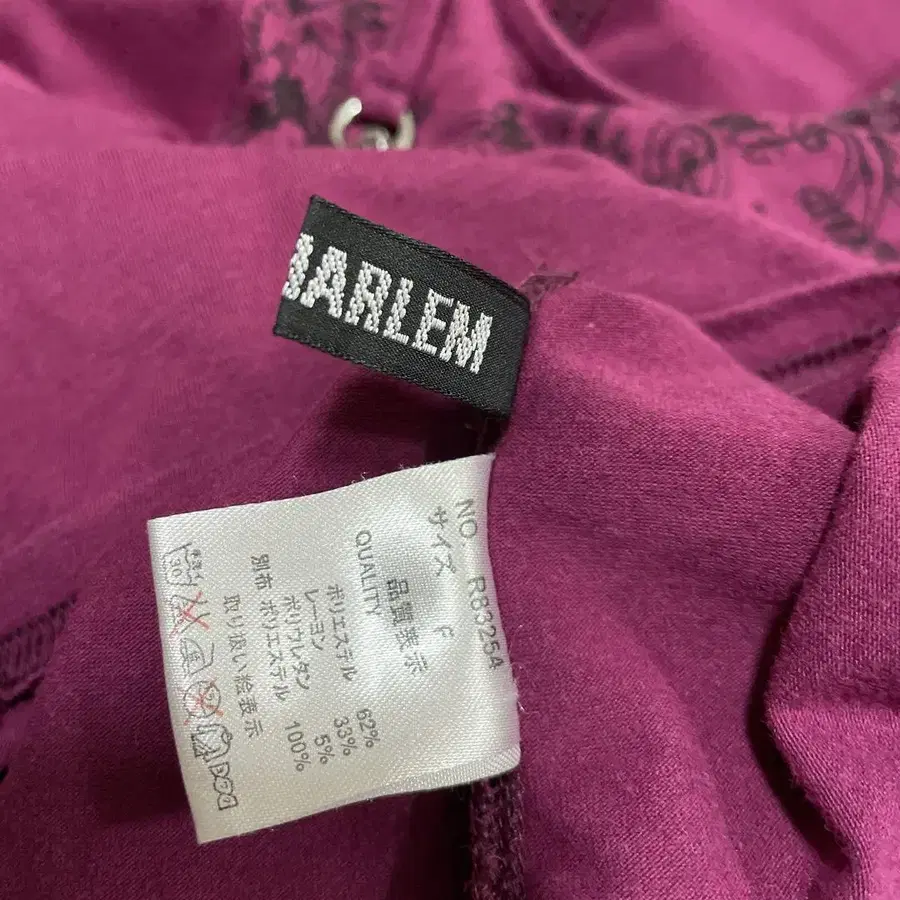 BARLEM
NO. R83254
サイズ F
品質表示
QUALITY
ポリエステル 62%
レーヨン 33%
ポリウレタン 5%
別布 ポリエステル 100%
取り扱い絵表示